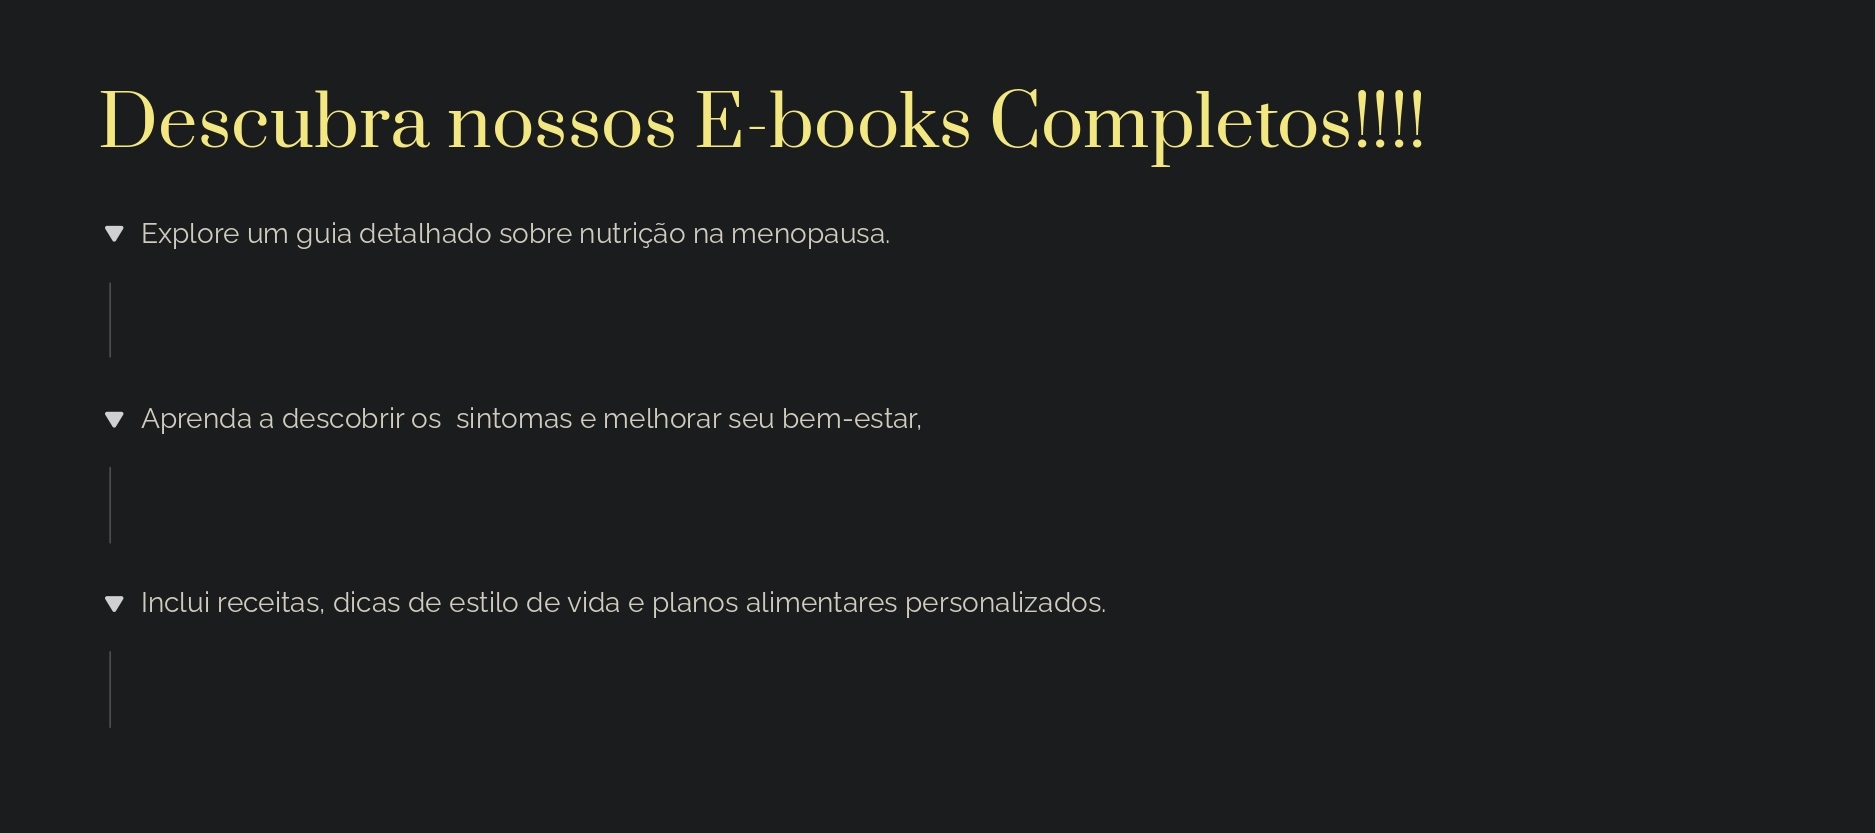 Descubra nossos E-books Completos!!!!
Explore um guia detalhado sobre nutrição na menopausa.
Aprenda a descobrir os  sintomas e melhorar seu bem-estar,
Inclui receitas, dicas de estilo de vida e planos alimentares personalizados.